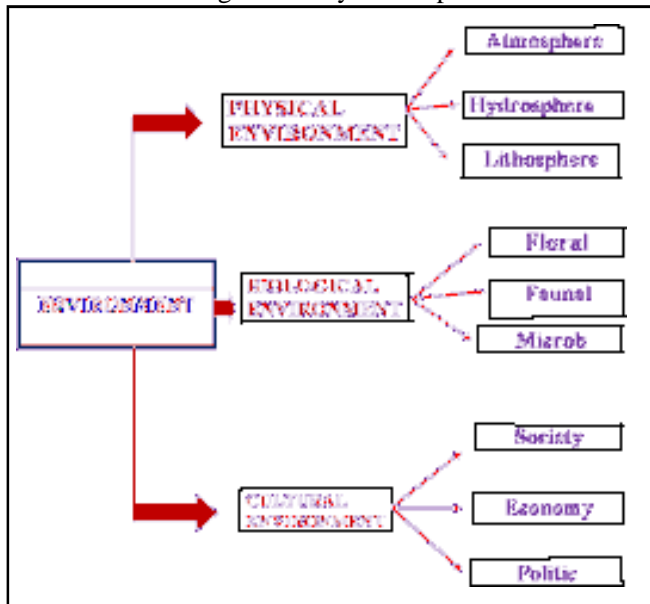 PHYSICAL
ENVIRONMENT
Atmosphere
Hydrosphere
Lithosphere
ENVIRONMENT
BIOLOGICAL
ENVIRONMENT
Floral
Faunal
Microb
CULTURAL
ENVIRONMENT
Society
Economy
Politic